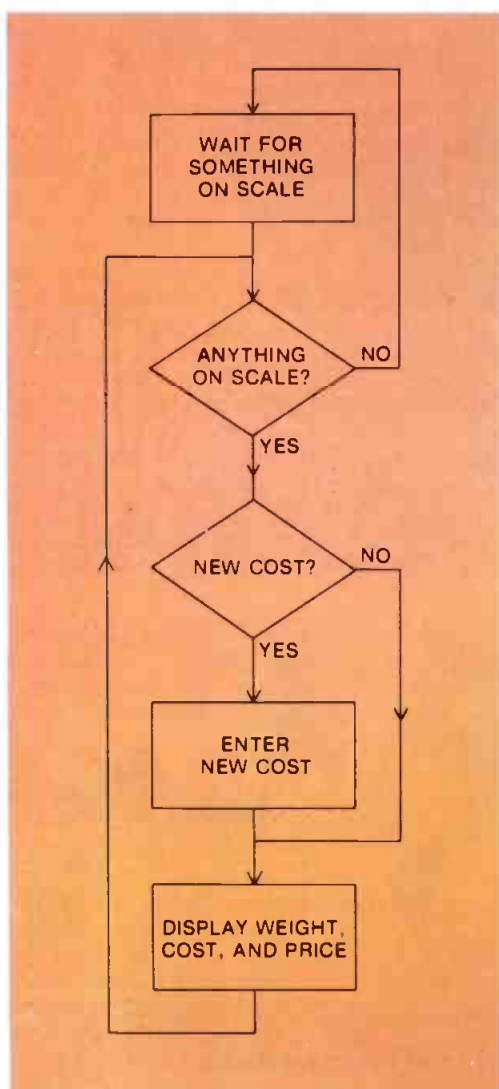 WAIT FOR
SOMETHING
ON SCALE
ANYTHING
ON SCALE?
NO
YES
NEW COST?
NO
YES
ENTER
NEW COST
DISPLAY WEIGHT,
COST, AND PRICE